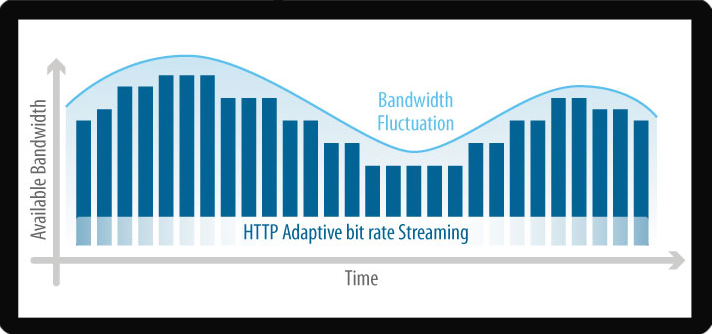 Available Bandwidth
Bandwidth
Fluctuation
HTTP Adaptive bit rate Streaming
Time